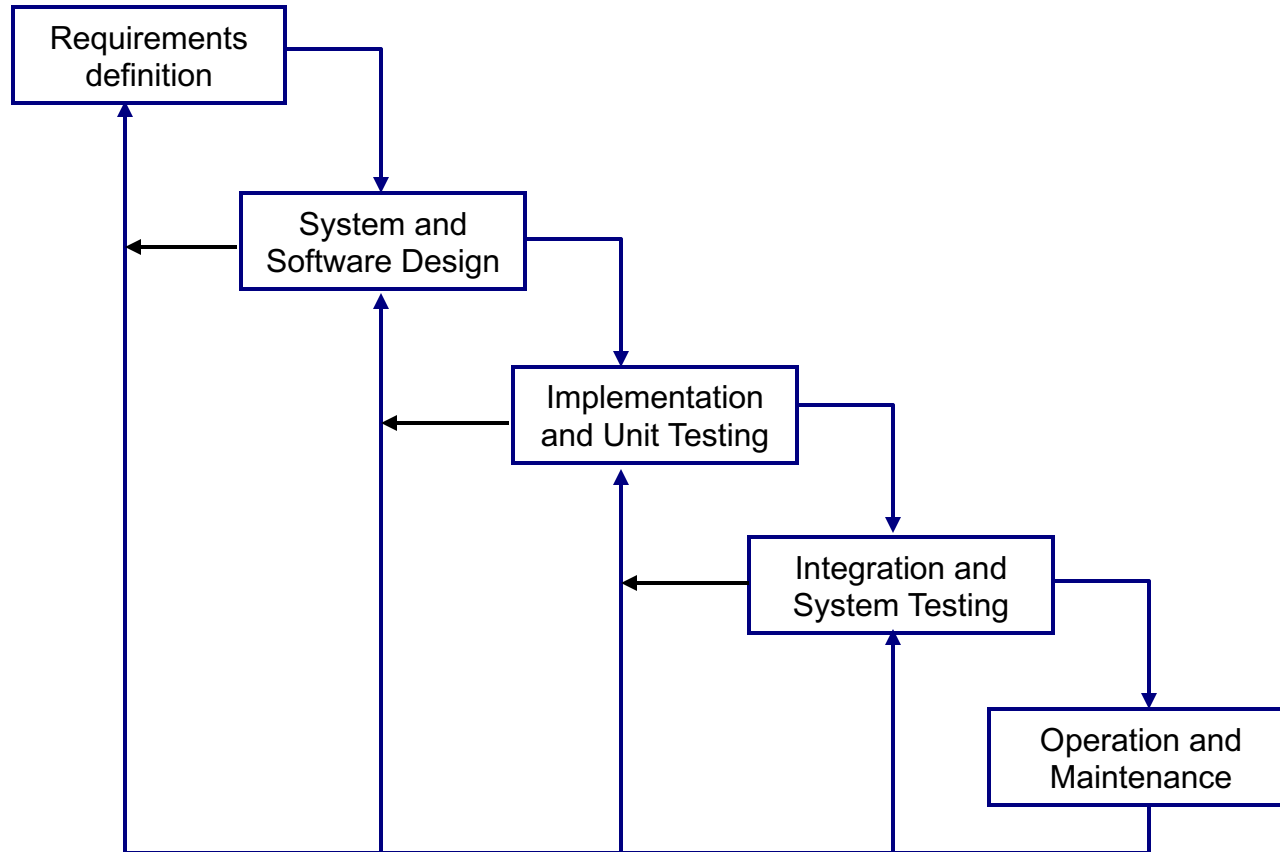 Requirements
definition
System and
Software Design
Implementation
and Unit Testing
Integration and
System Testing
Operation and
Maintenance